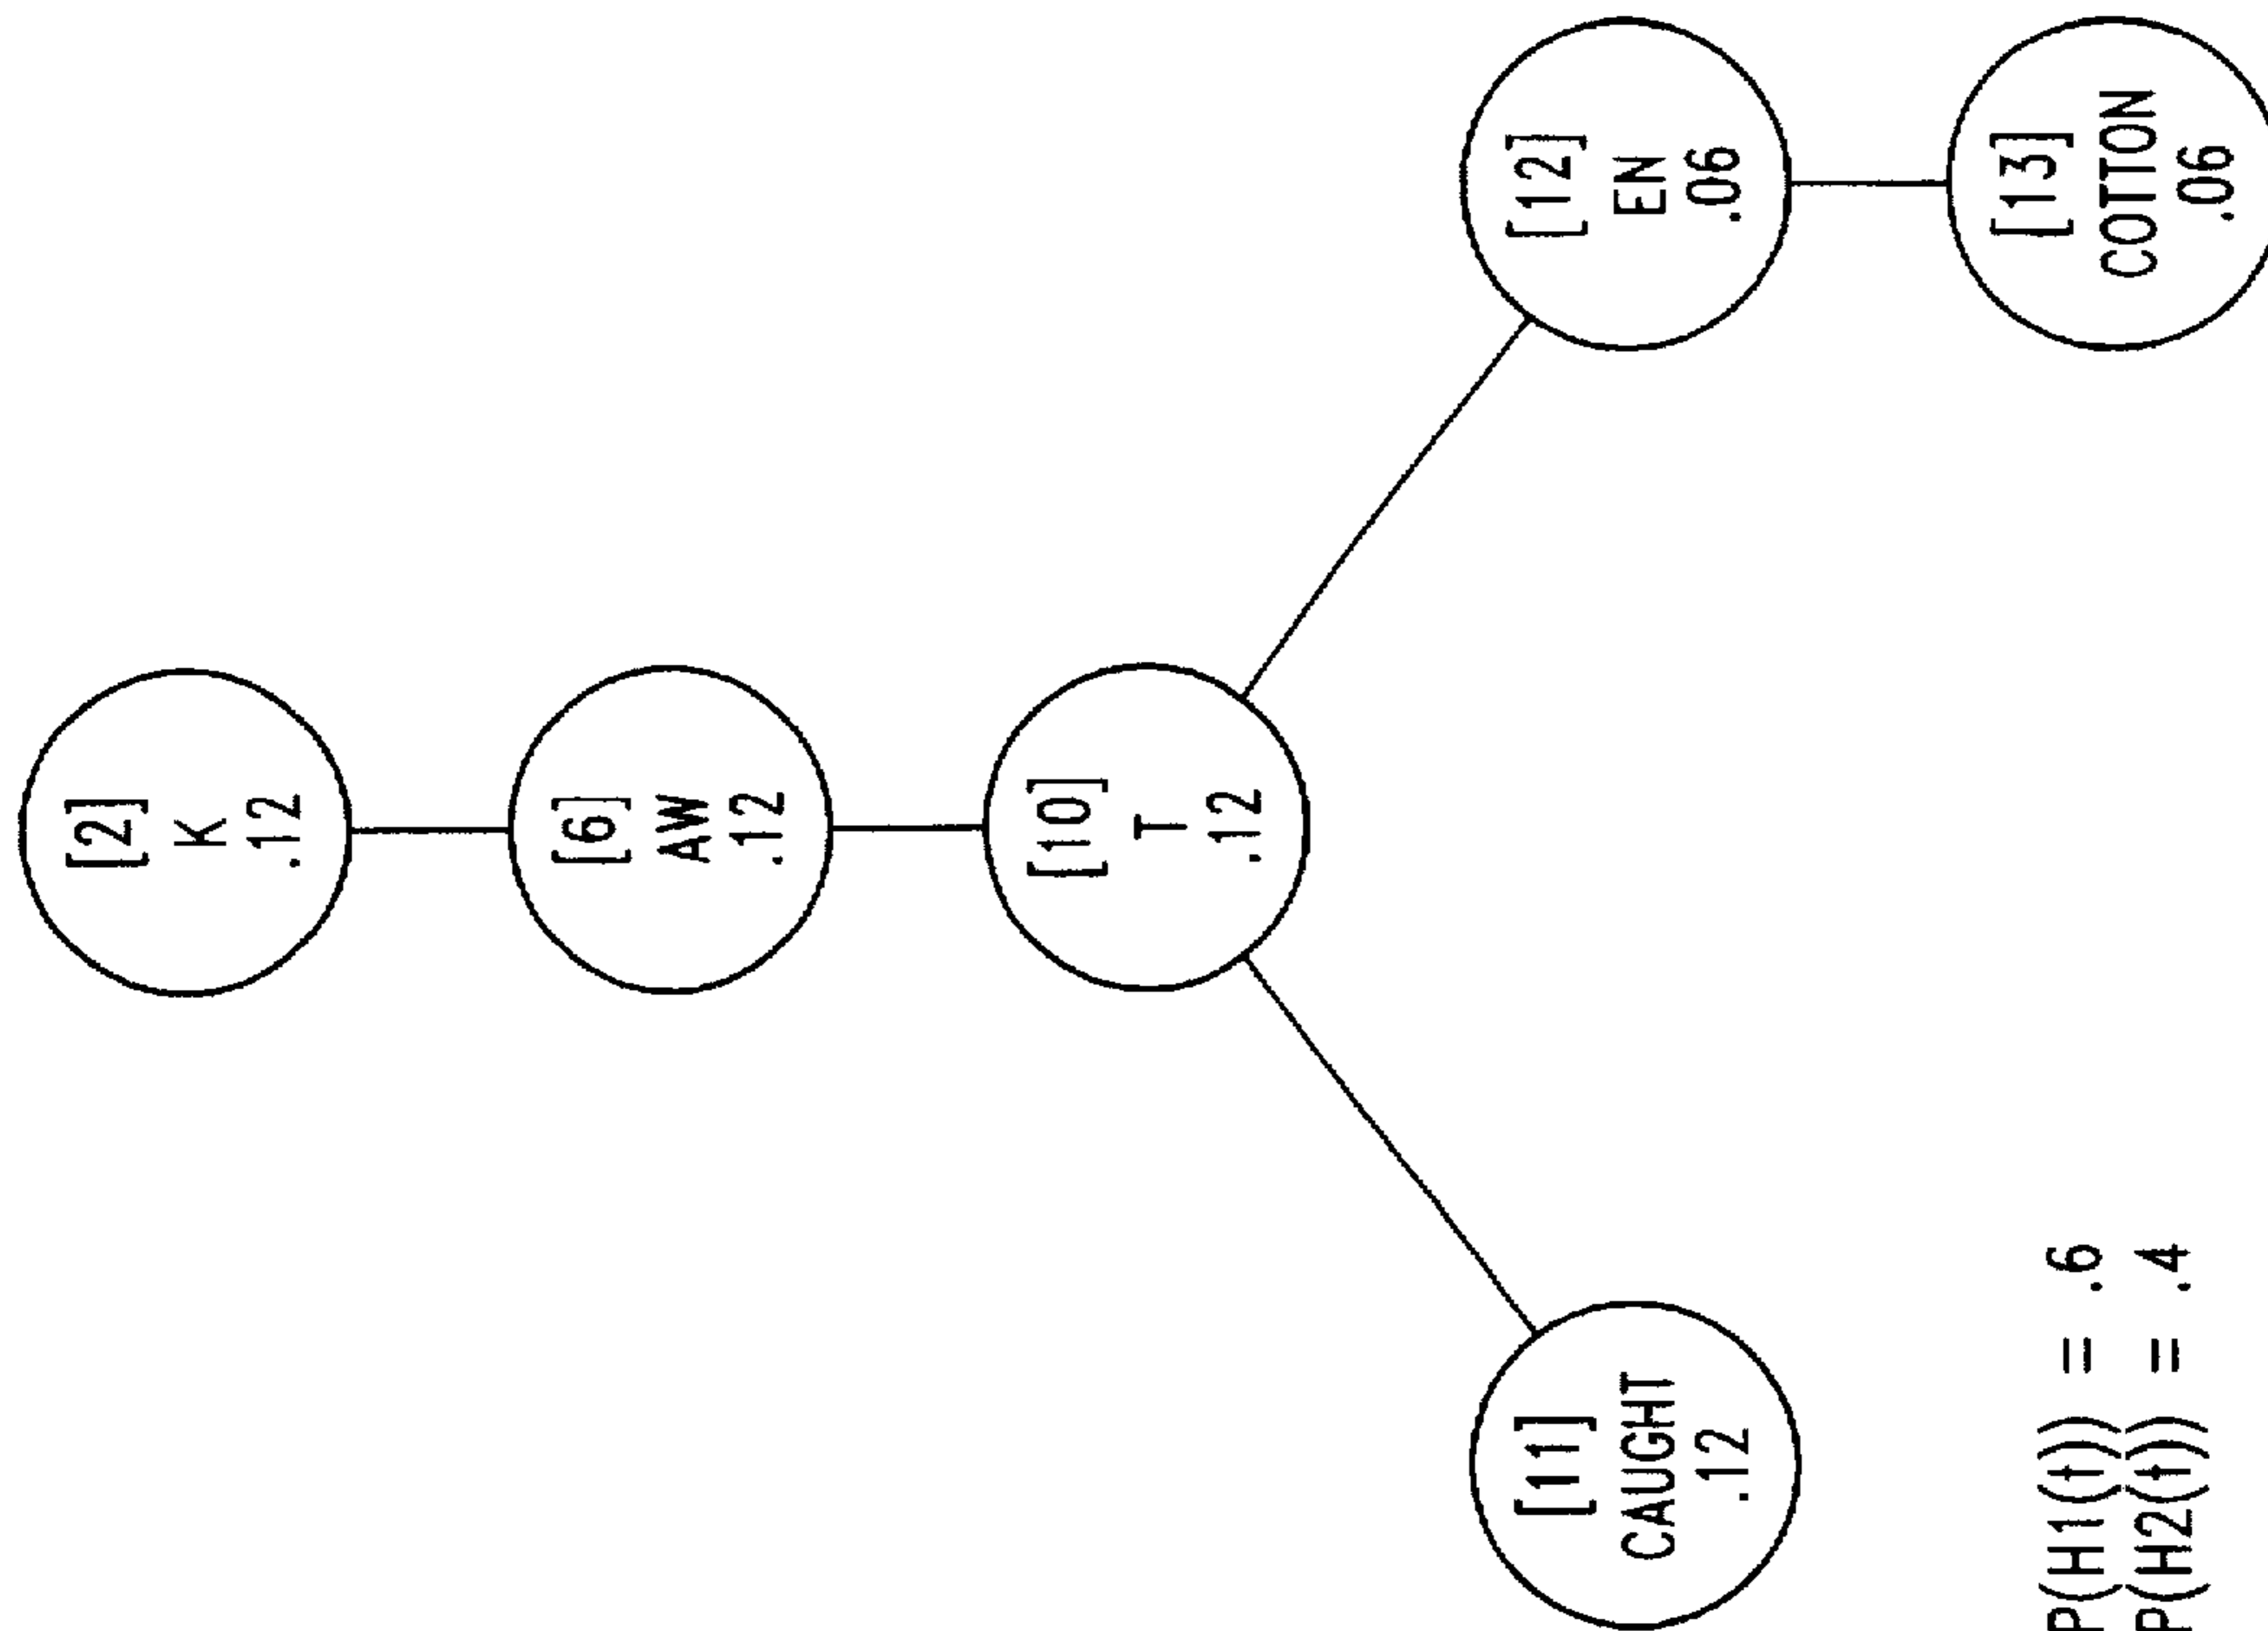 [2]
K
.12
[6]
AW
.12
[10]
T
.12
[11]
CAUGHT
.12
[12]
EN
.06
[13]
COTTON
.06
P(H1(t)) = .6
P(H2(t)) = .4